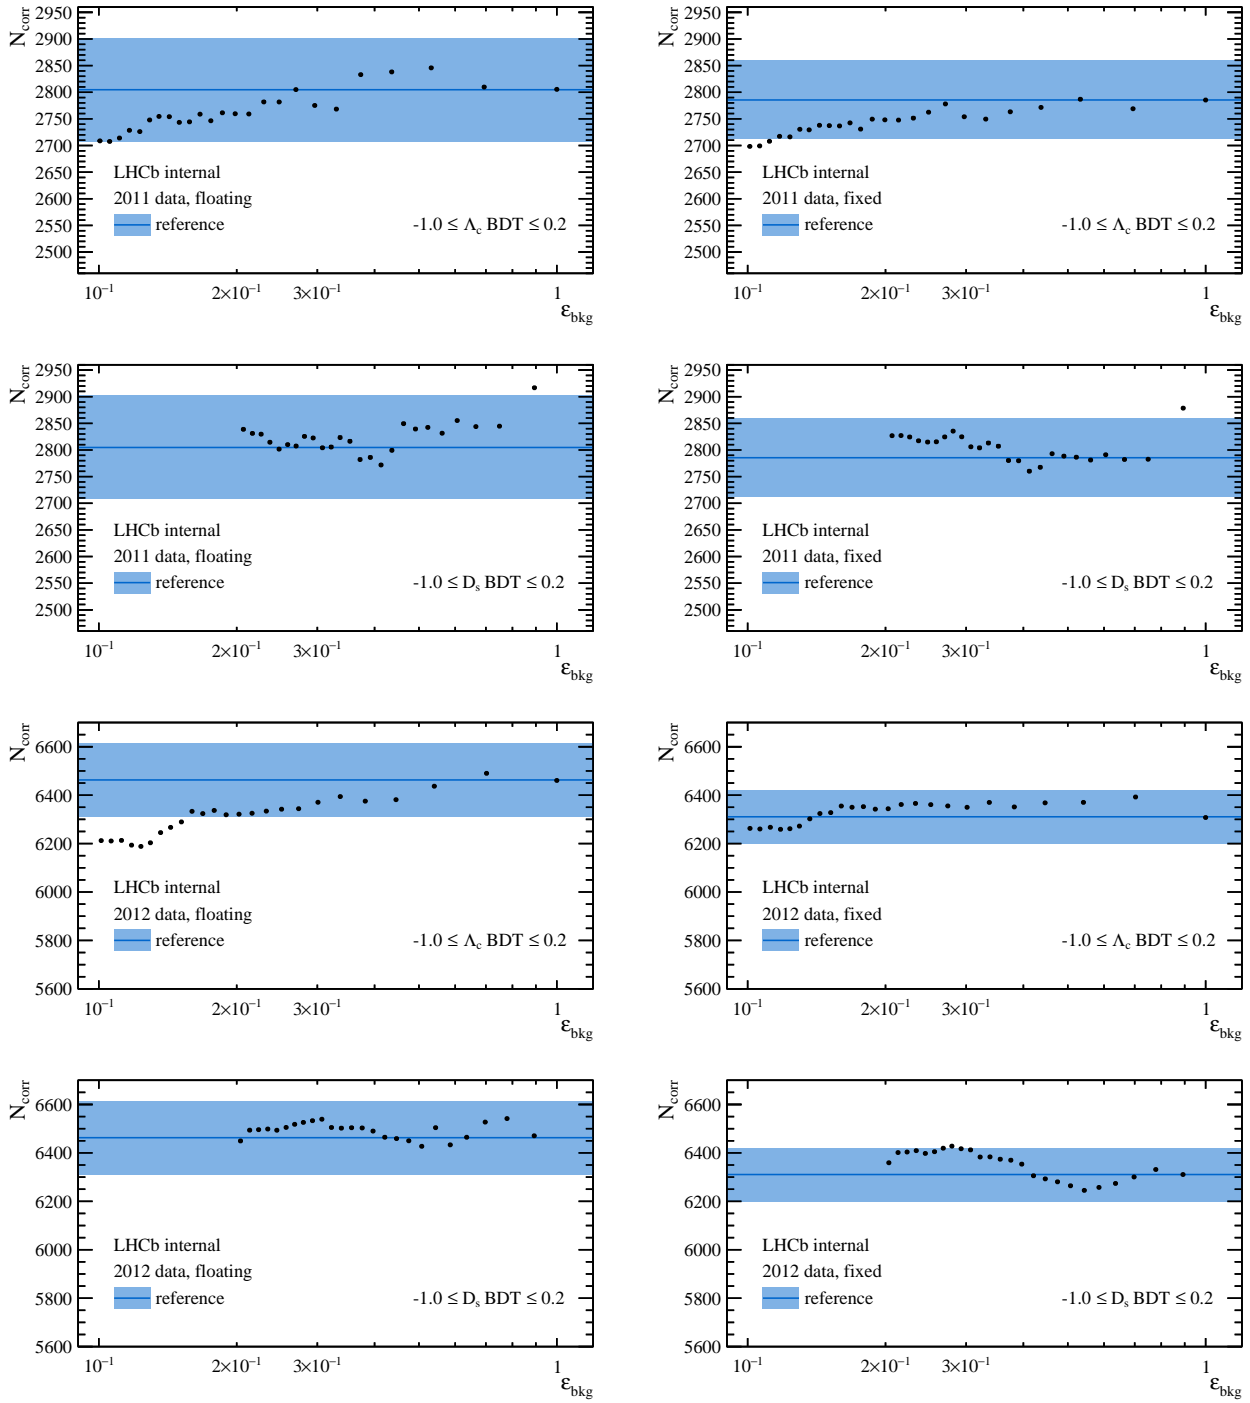 N_corr
2950
2900
2850
2800
2750
2700
2650
2600
2550
2500
LHCb internal
2011 data, floating
reference
-1.0 ≤ Λ_c BDT ≤ 0.2
10⁻¹ 2×10⁻¹ 3×10⁻¹ 1
ε_bkg
N_corr
2950
2900
2850
2800
2750
2700
2650
2600
2550
2500
LHCb internal
2011 data, fixed
reference
-1.0 ≤ Λ_c BDT ≤ 0.2
10⁻¹ 2×10⁻¹ 3×10⁻¹ 1
ε_bkg
N_corr
2950
2900
2850
2800
2750
2700
2650
2600
2550
2500
LHCb internal
2011 data, floating
reference
-1.0 ≤ D_s BDT ≤ 0.2
10⁻¹ 2×10⁻¹ 3×10⁻¹ 1
ε_bkg
N_corr
2950
2900
2850
2800
2750
2700
2650
2600
2550
2500
LHCb internal
2011 data, fixed
reference
-1.0 ≤ D_s BDT ≤ 0.2
10⁻¹ 2×10⁻¹ 3×10⁻¹ 1
ε_bkg
N_corr
6600
6400
6200
6000
5800
5600
LHCb internal
2012 data, floating
reference
-1.0 ≤ Λ_c BDT ≤ 0.2
10⁻¹ 2×10⁻¹ 3×10⁻¹ 1
ε_bkg
N_corr
6600
6400
6200
6000
5800
5600
LHCb internal
2012 data, fixed
reference
-1.0 ≤ Λ_c BDT ≤ 0.2
10⁻¹ 2×10⁻¹ 3×10⁻¹ 1
ε_bkg
N_corr
6600
6400
6200
6000
5800
5600
LHCb internal
2012 data, floating
reference
-1.0 ≤ D_s BDT ≤ 0.2
10⁻¹ 2×10⁻¹ 3×10⁻¹ 1
ε_bkg
N_corr
6600
6400
6200
6000
5800
5600
LHCb internal
2012 data, fixed
reference
-1.0 ≤ D_s BDT ≤ 0.2
10⁻¹ 2×10⁻¹ 3×10⁻¹ 1
ε_bkg